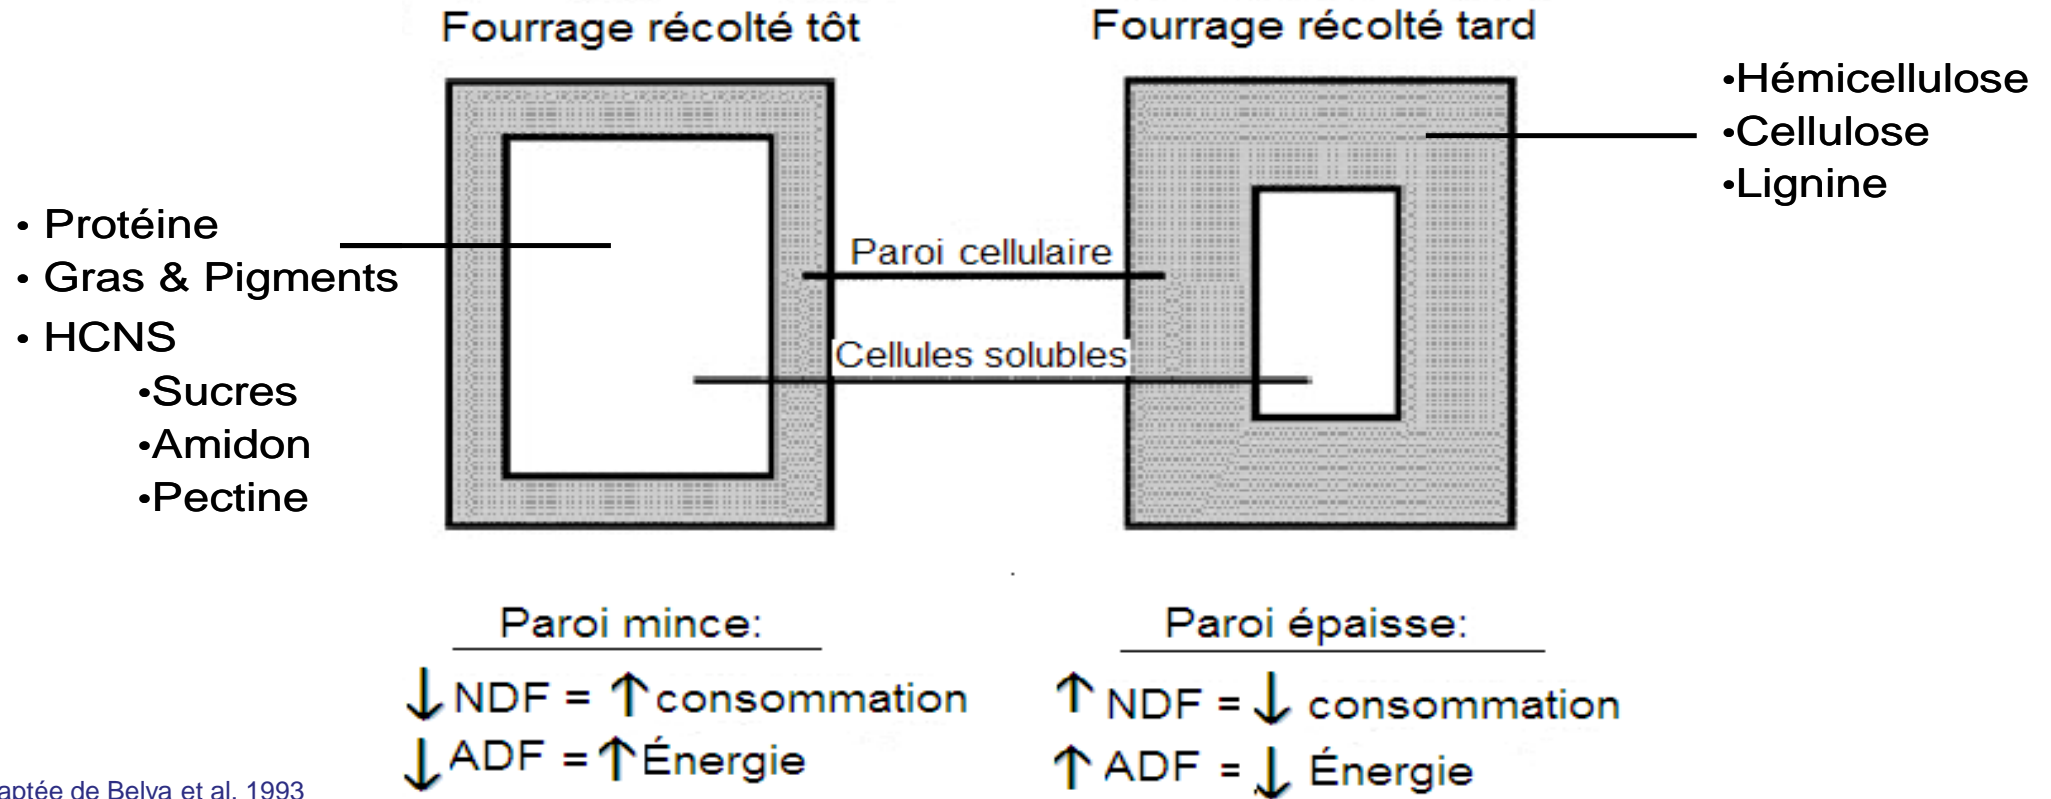 Fourrage récolté tôt
Fourrage récolté tard
• Protéine
• Gras & Pigments
• HCNS
•Sucres
•Amidon
•Pectine
Paroi cellulaire
Cellules solubles
•Hémicellulose
•Cellulose
•Lignine
Paroi mince:
↓ NDF = ↑ consommation
↓ ADF = ↑ Énergie
Paroi épaisse:
↑ NDF = ↓ consommation
↑ ADF = ↓ Énergie
aptée de Belva et al. 1993